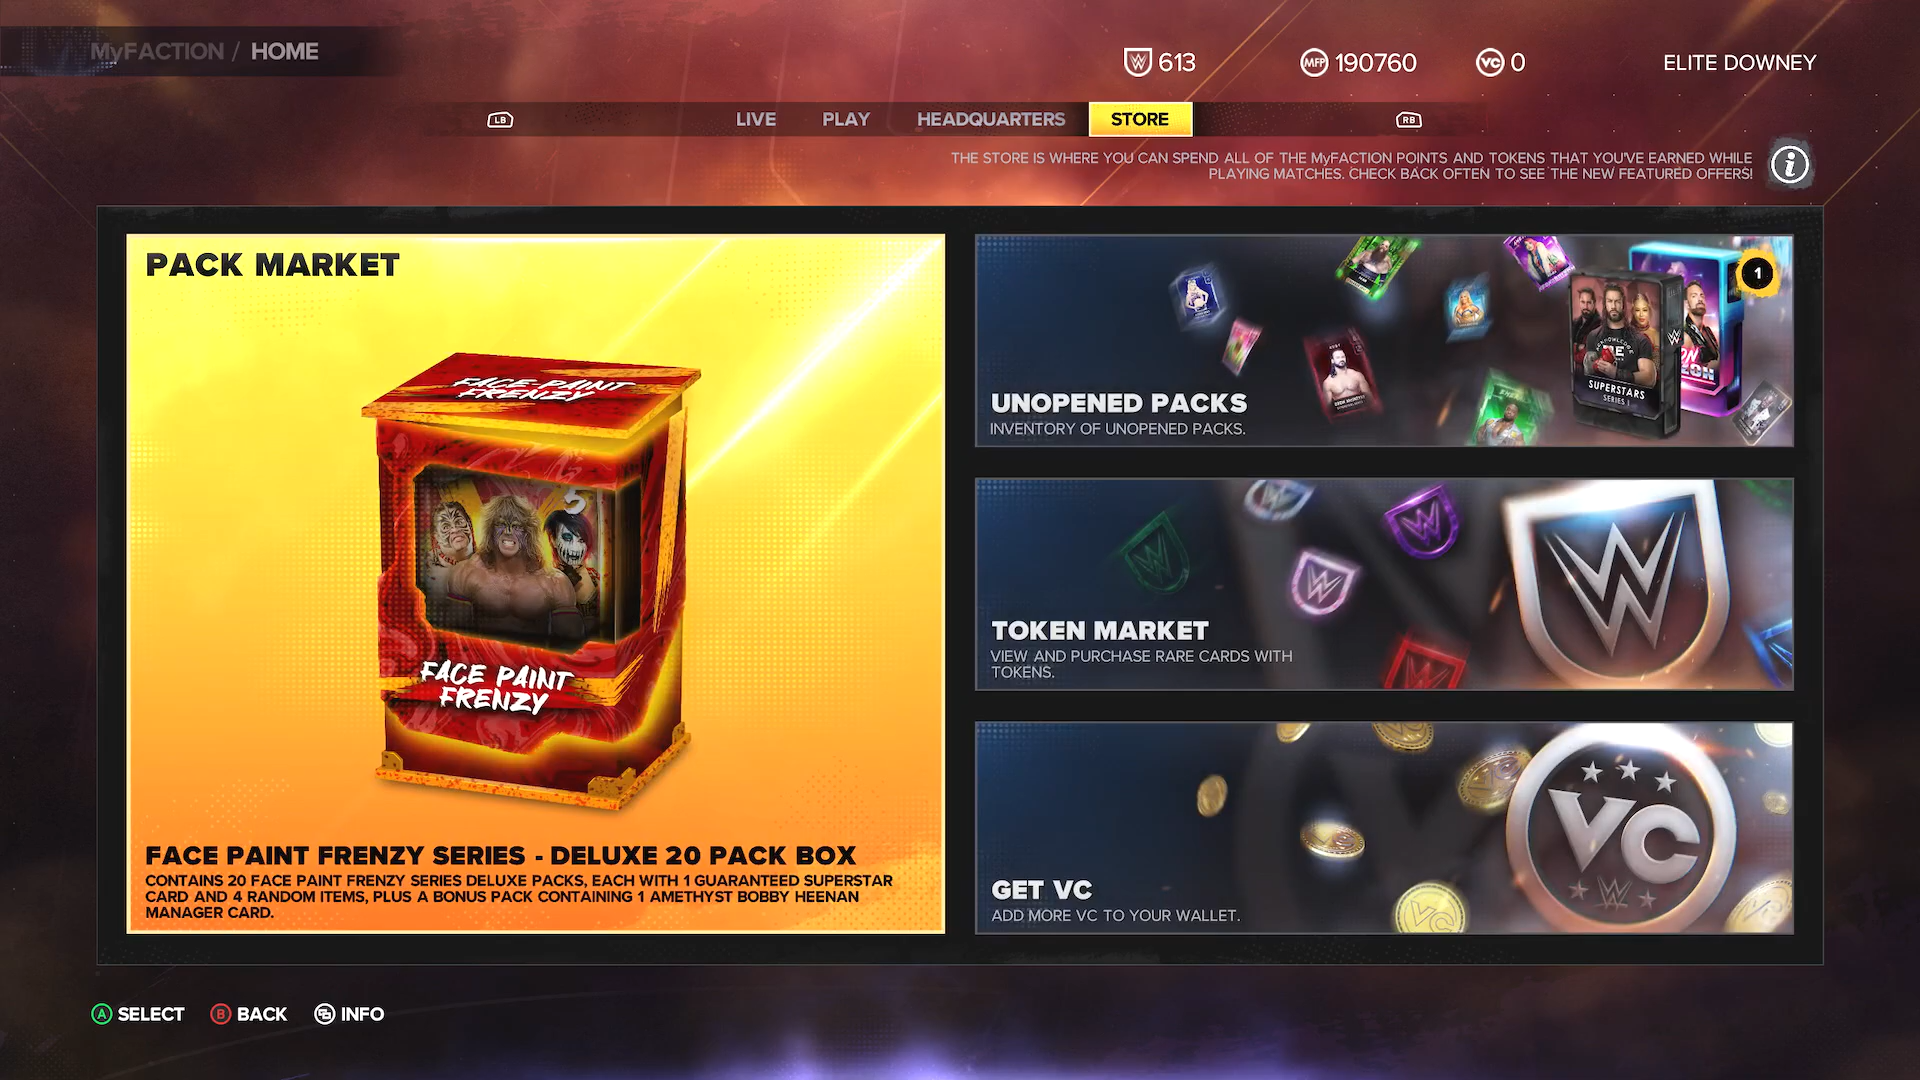 MyFACTION / HOME
613
MFP 190760
VC 0
ELITE DOWNEY
LB
LIVE
PLAY
HEADQUARTERS
STORE
RB
THE STORE IS WHERE YOU CAN SPEND ALL OF THE MyFACTION POINTS AND TOKENS THAT YOU'VE EARNED WHILE
PLAYING MATCHES. CHECK BACK OFTEN TO SEE THE NEW FEATURED OFFERS!
PACK MARKET
FACE PAINT
FRENZY
FACE PAINT
FRENZY
FACE PAINT FRENZY SERIES - DELUXE 20 PACK BOX
CONTAINS 20 FACE PAINT FRENZY SERIES DELUXE PACKS, EACH WITH 1 GUARANTEED SUPERSTAR
CARD AND 4 RANDOM ITEMS, PLUS A BONUS PACK CONTAINING 1 AMETHYST BOBBY HEENAN
MANAGER CARD.
1
SUPERSTARS
SERIES I
UNOPENED PACKS
INVENTORY OF UNOPENED PACKS.
TOKEN MARKET
VIEW AND PURCHASE RARE CARDS WITH
TOKENS.
VC
GET VC
ADD MORE VC TO YOUR WALLET.
A SELECT
B BACK
INFO